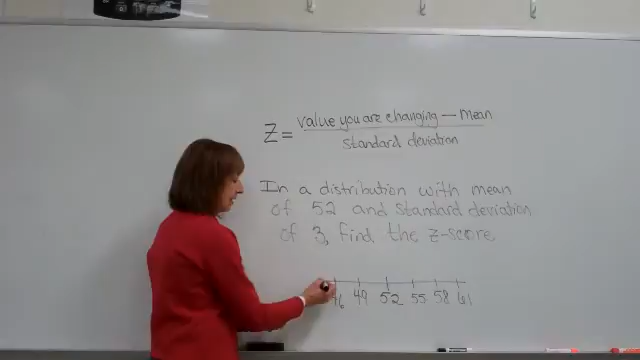 Z = value you are changing — mean
standard deviation
In a distribution with mean
of 52 and standard deviation
of 3, find the z-score
46 49 52 55 58 61